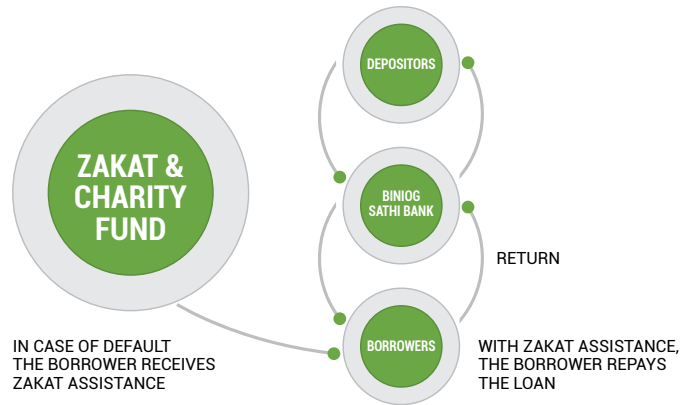 DEPOSITORS
ZAKAT &
CHARITY
FUND
BINIOG
SATHI BANK
RETURN
BORROWERS
IN CASE OF DEFAULT
THE BORROWER RECEIVES
ZAKAT ASSISTANCE
WITH ZAKAT ASSISTANCE,
THE BORROWER REPAYS
THE LOAN